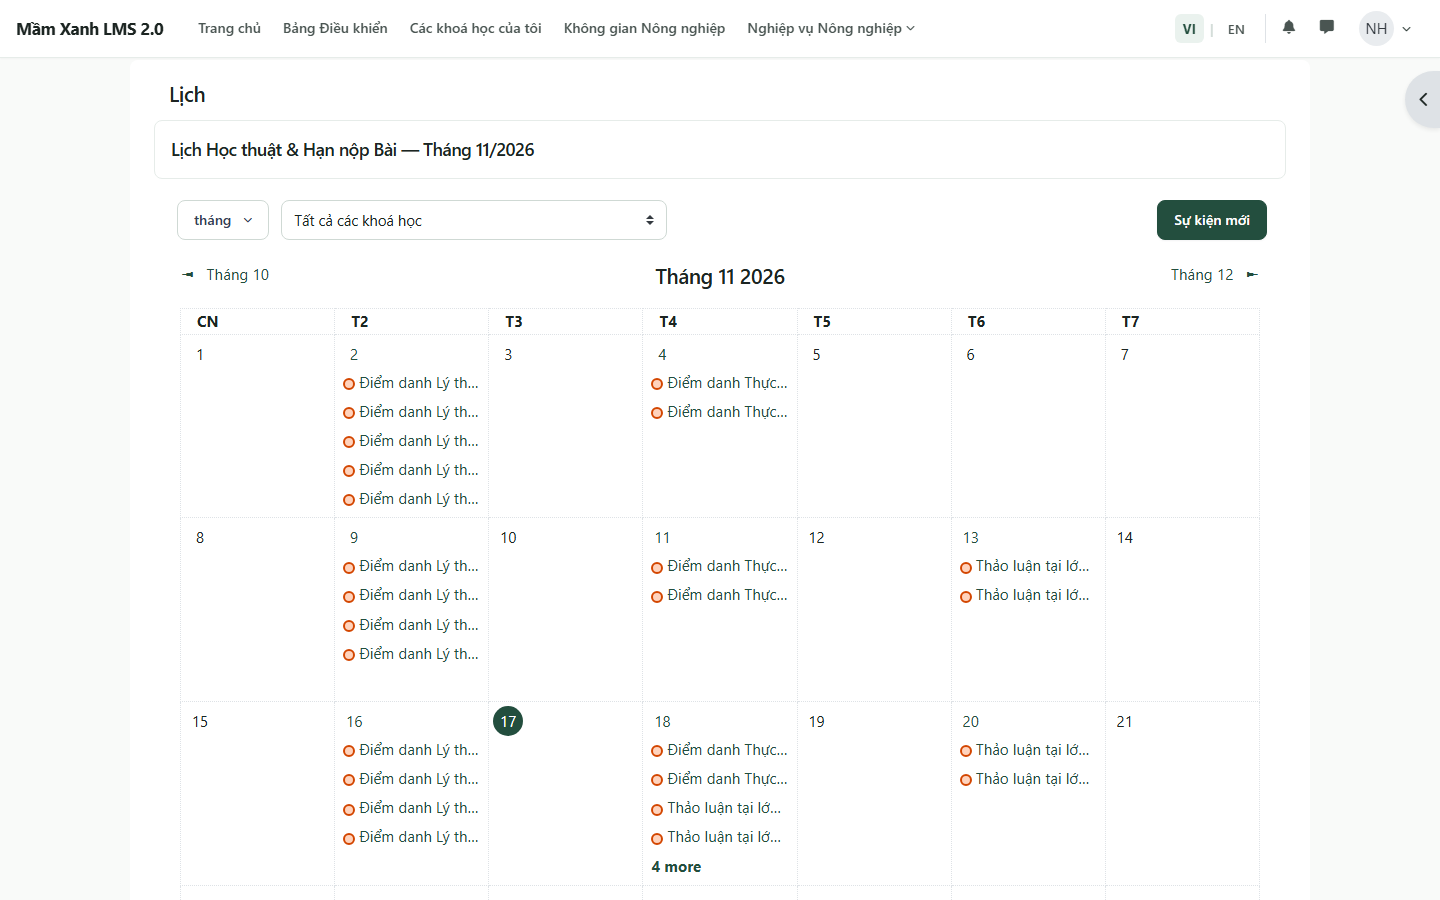 Mầm Xanh LMS 2.0 Trang chủ Bảng Điều khiển Các khoá học của tôi Không gian Nông nghiệp Nghiệp vụ Nông nghiệp VI | EN NH
Lịch
Lịch Học thuật & Hạn nộp Bài — Tháng 11/2026
tháng Tất cả các khoá học Sự kiện mới
◄ Tháng 10 Tháng 11 2026 Tháng 12 ►
CN T2 T3 T4 T5 T6 T7
1 2 3 4 5 6 7
Điểm danh Lý th... Điểm danh Thực...
Điểm danh Lý th... Điểm danh Thực...
Điểm danh Lý th...
Điểm danh Lý th...
Điểm danh Lý th...
8 9 10 11 12 13 14
Điểm danh Lý th... Điểm danh Thực... Thảo luận tại lớ...
Điểm danh Lý th... Điểm danh Thực... Thảo luận tại lớ...
Điểm danh Lý th...
Điểm danh Lý th...
15 16 17 18 19 20 21
Điểm danh Lý th... Điểm danh Thực... Thảo luận tại lớ...
Điểm danh Lý th... Điểm danh Thực... Thảo luận tại lớ...
Điểm danh Lý th... Thảo luận tại lớ...
Điểm danh Lý th... Thảo luận tại lớ...
4 more